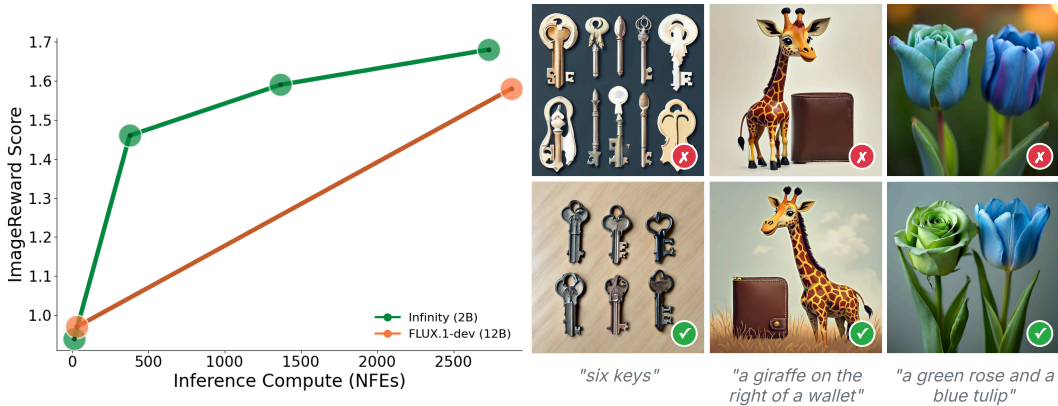 1.7
1.6
1.5
1.4
1.3
1.2
1.1
1.0
ImageReward Score
0
500
1000
1500
2000
2500
Inference Compute (NFEs)
Infinity (2B)
FLUX.1-dev (12B)
"six keys"
"a giraffe on the
right of a wallet"
"a green rose and a
blue tulip"